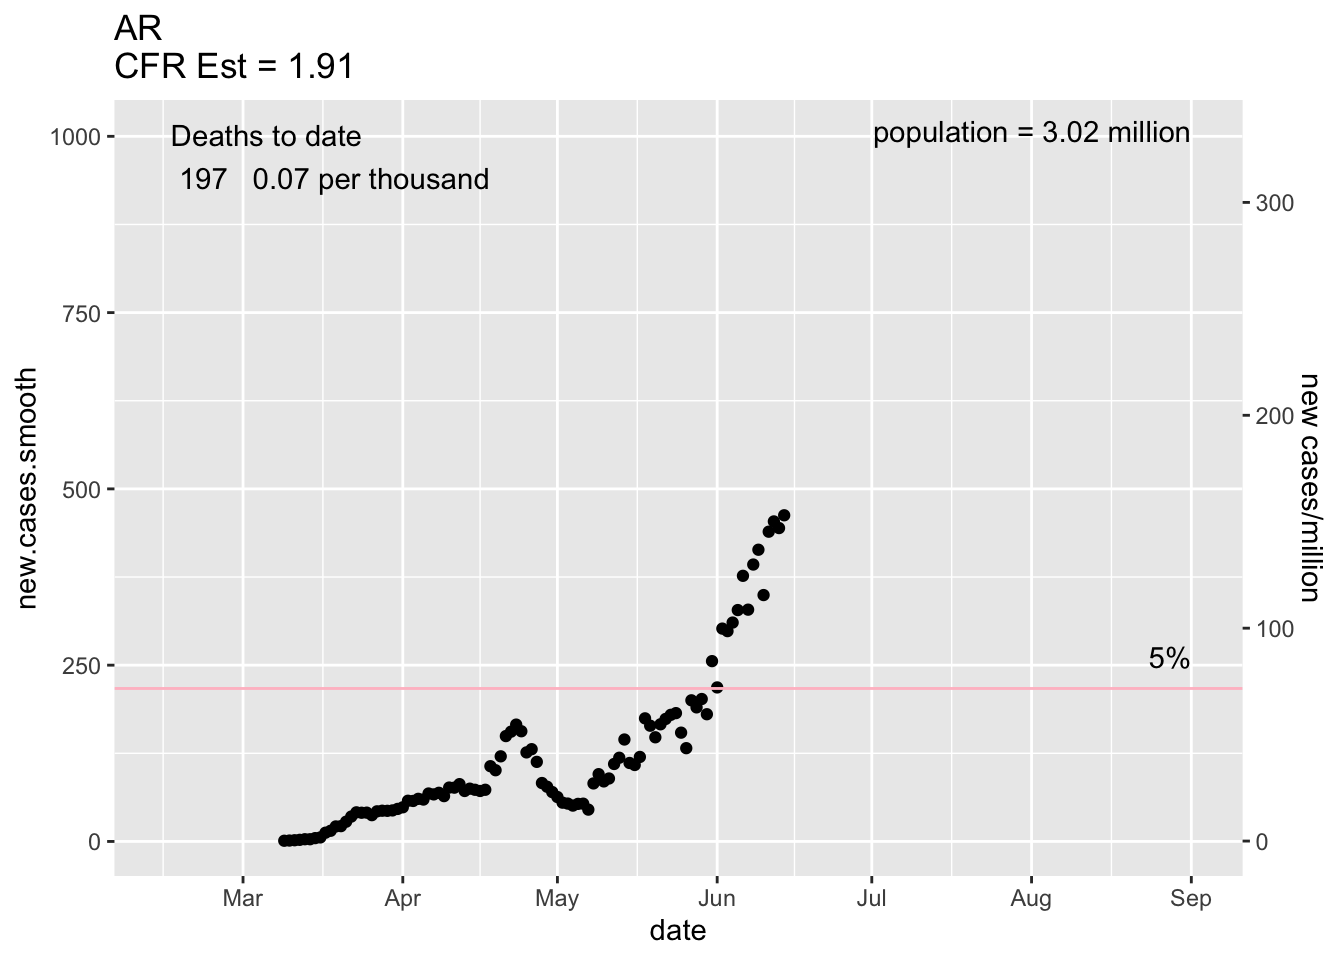 AR
CFR Est = 1.91
Deaths to date
197 0.07 per thousand
population = 3.02 million
5%
new.cases.smooth
1000
750
500
250
0
new cases/million
300
200
100
0
Mar Apr May Jun Jul Aug Sep
date